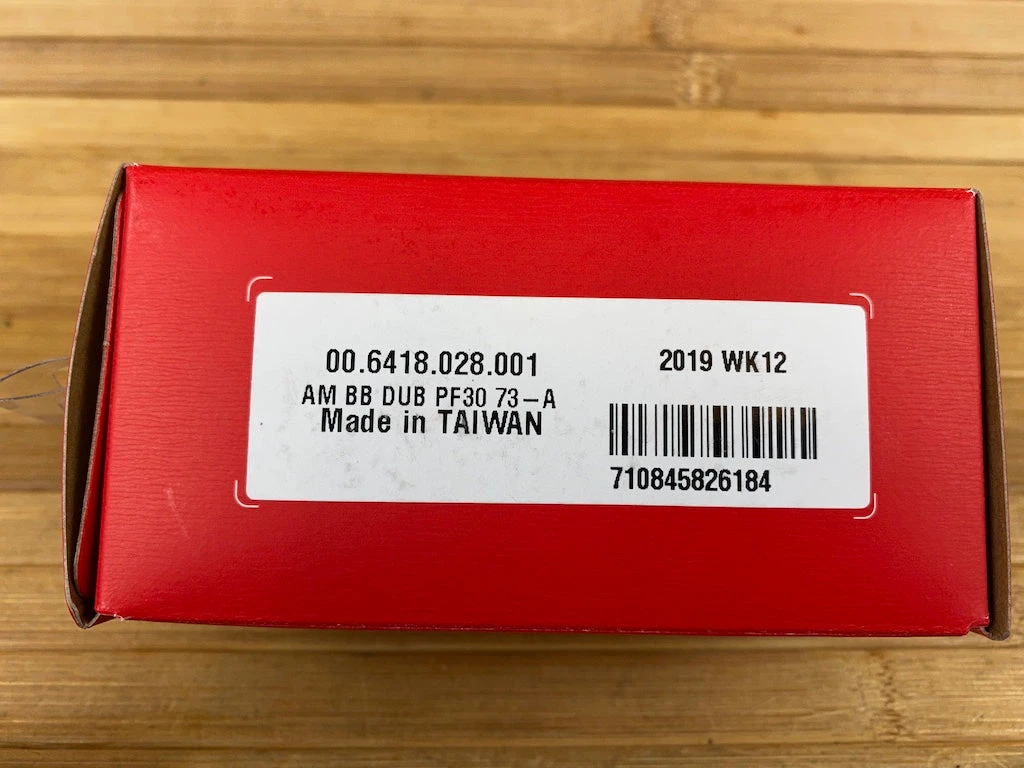 00.6418.028.001
AM BB DUB PF30 73-A
Made in TAIWAN
2019 WK12
710845826184